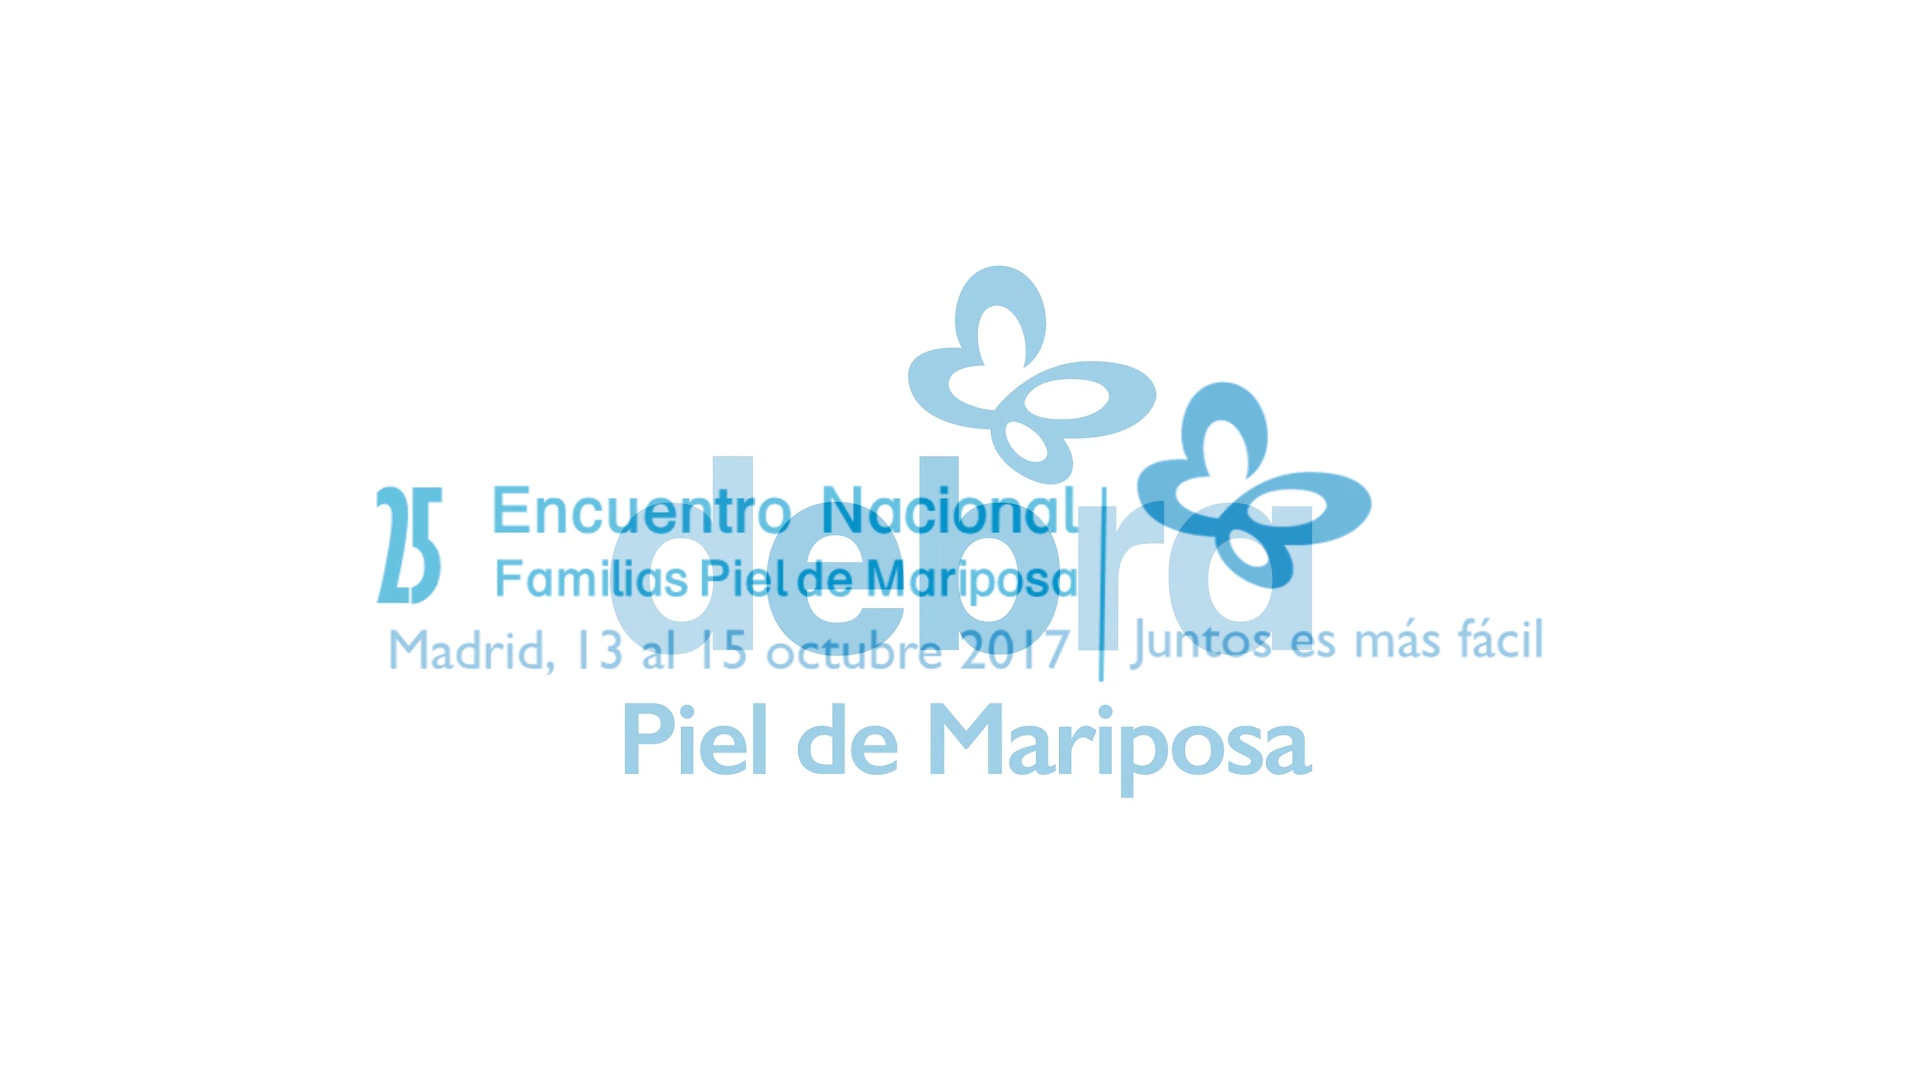 25 Encuentro Nacional
Familias Piel de Mariposa
Madrid, 13 al 15 octubre 2017
Juntos es más fácil
debra
Piel de Mariposa